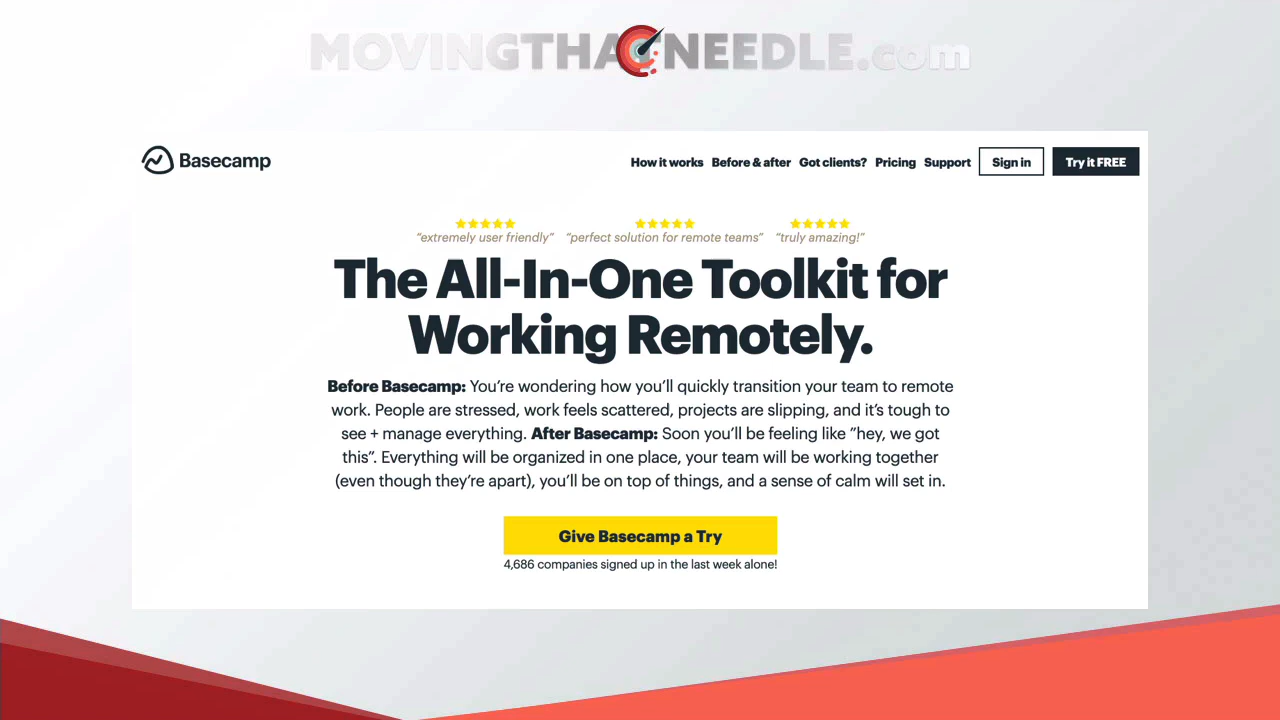 MOVINGTHATNEEDLE.com
Basecamp
How it works Before & after Got clients? Pricing Support Sign in Try it FREE
“extremely user friendly” “perfect solution for remote teams” “truly amazing!”
The All-In-One Toolkit for
Working Remotely.
Before Basecamp: You’re wondering how you’ll quickly transition your team to remote
work. People are stressed, work feels scattered, projects are slipping, and it’s tough to
see + manage everything. After Basecamp: Soon you’ll be feeling like ”hey, we got
this”. Everything will be organized in one place, your team will be working together
(even though they’re apart), you’ll be on top of things, and a sense of calm will set in.
Give Basecamp a Try
4,686 companies signed up in the last week alone!